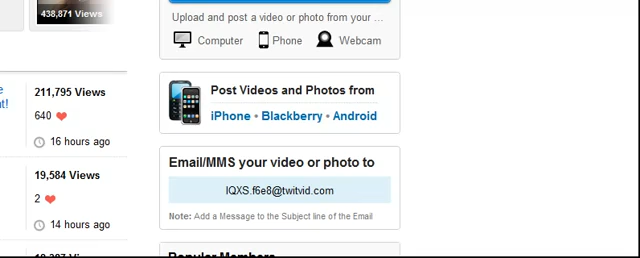 438,871 Views
Upload and post a video or photo from your ...
Computer Phone Webcam
t!
211,795 Views
640
16 hours ago
Post Videos and Photos from
iPhone • Blackberry • Android
19,584 Views
2
14 hours ago
Email/MMS your video or photo to
IQXS.f6e8@twitvid.com
Note: Add a Message to the Subject line of the Email
Popular Members